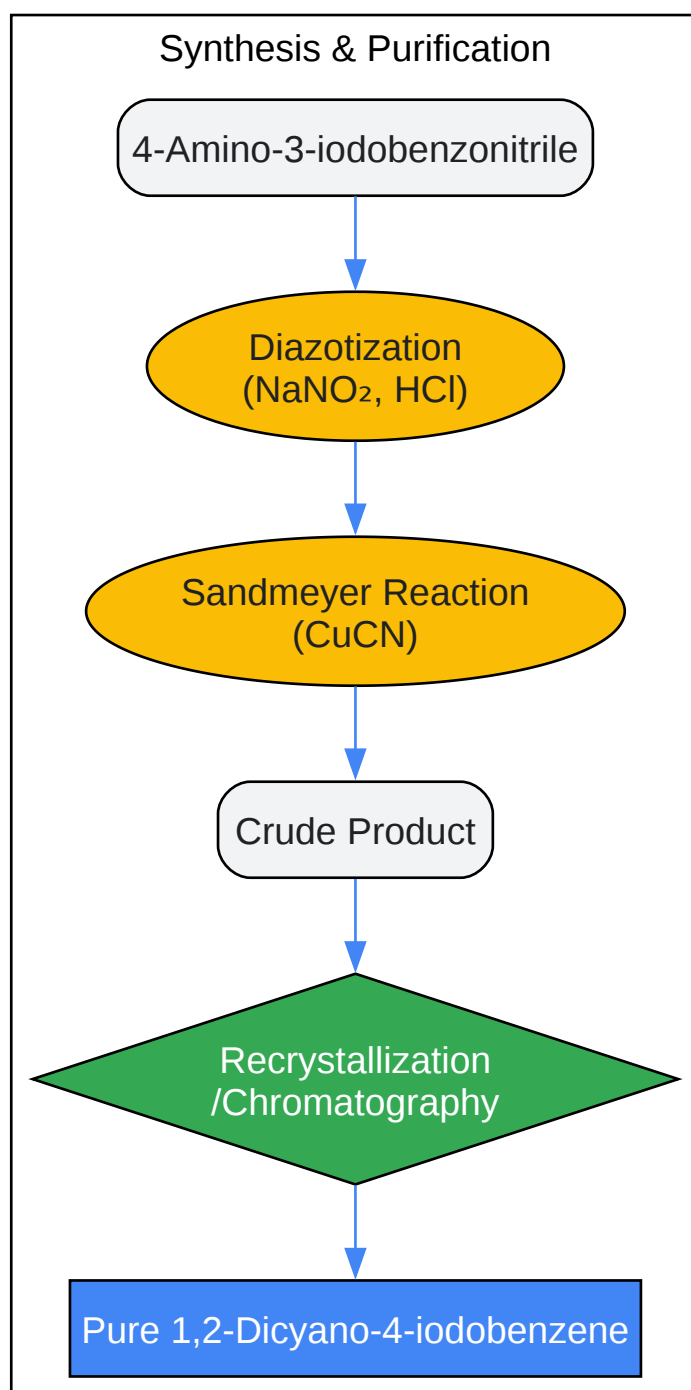 Synthesis & Purification
4-Amino-3-iodobenzonitrile
Diazotization
(NaNO₂, HCl)
Sandmeyer Reaction
(CuCN)
Crude Product
Recrystallization
/Chromatography
Pure 1,2-Dicyano-4-iodobenzene